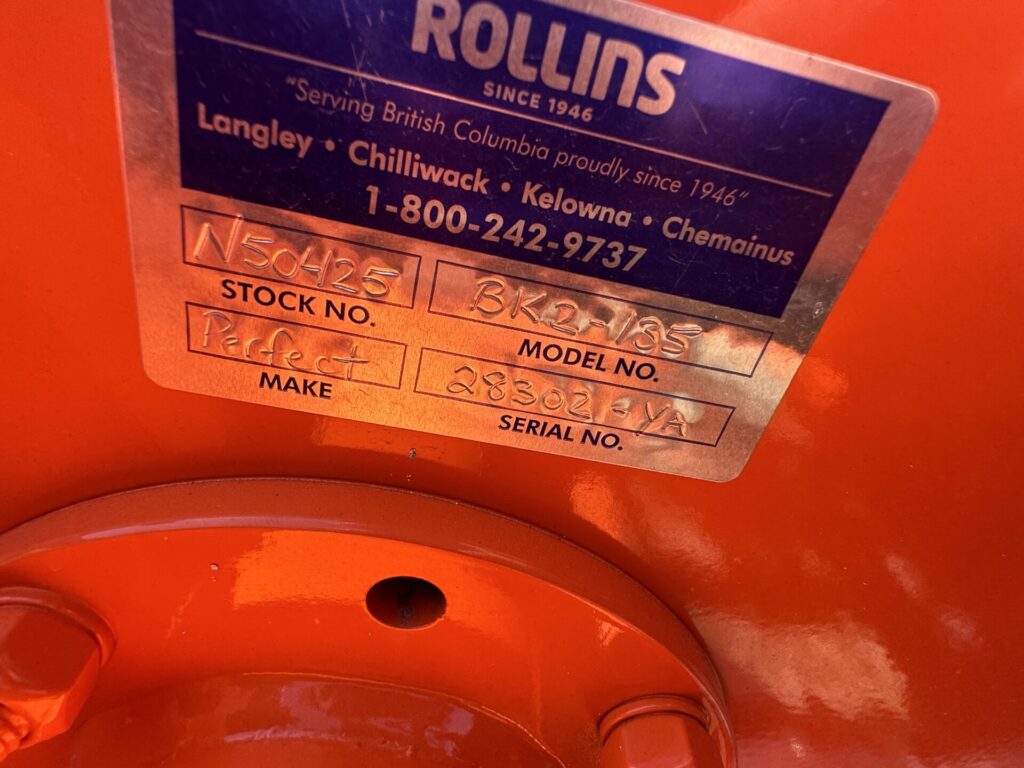 ROLLINS
SINCE 1946
"Serving British Columbia proudly since 1946"
Langley • Chilliwack • Kelowna • Chemainus
1-800-242-9737
N50425 BK2-185
STOCK NO. MODEL NO.
Perfect 28302-YA
MAKE SERIAL NO.